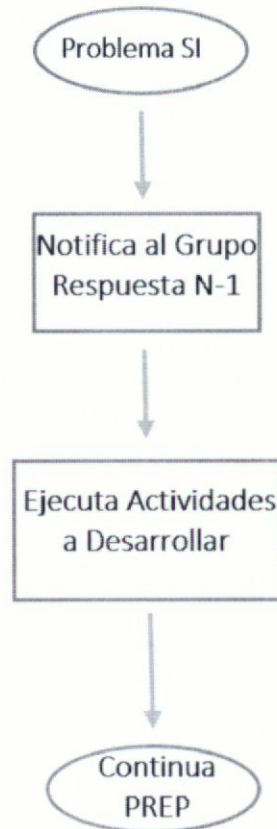 Problema SI
Notifica al Grupo
Respuesta N-1
Ejecuta Actividades
a Desarrollar
Continua
PREP